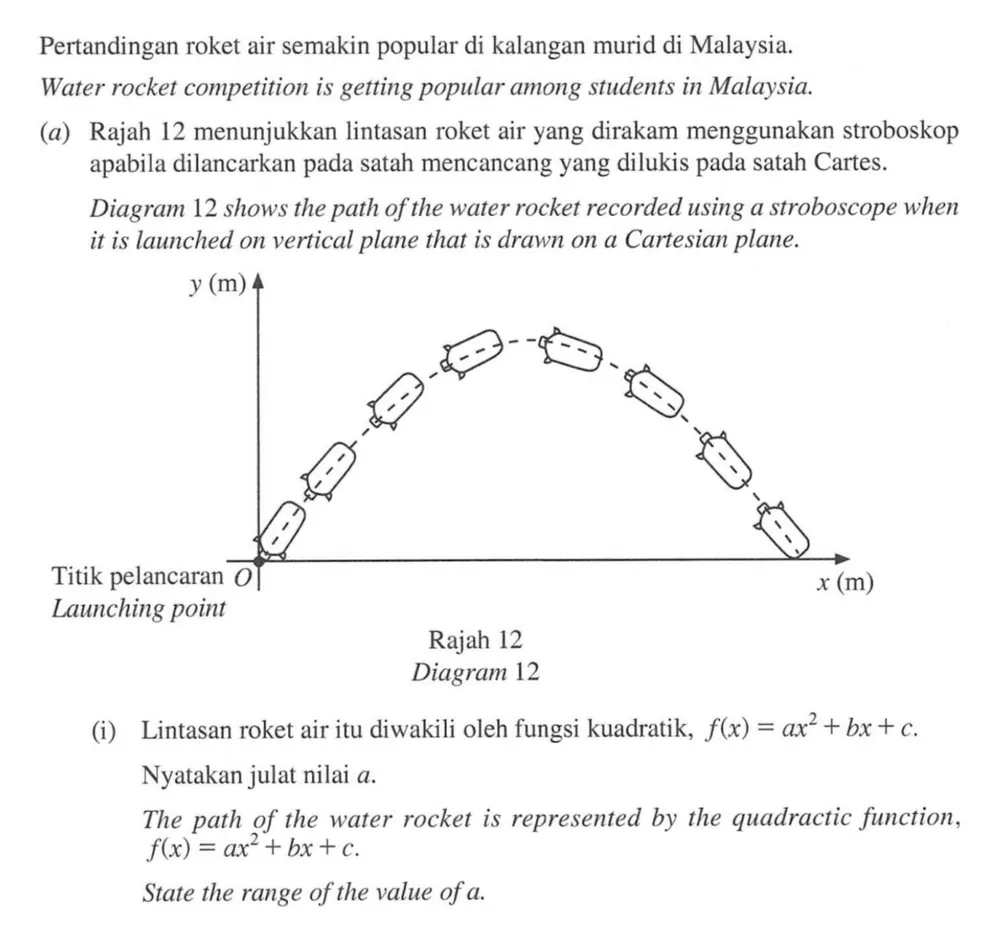 Pertandingan roket air semakin popular di kalangan murid di Malaysia.
Water rocket competition is getting popular among students in Malaysia.
(a) Rajah 12 menunjukkan lintasan roket air yang dirakam menggunakan stroboskop
apabila dilancarkan pada satah mencancang yang dilukis pada satah Cartes.
Diagram 12 shows the path of the water rocket recorded using a stroboscope when
it is launched on vertical plane that is drawn on a Cartesian plane.
y (m)
Titik pelancaran O
Launching point
x (m)
Rajah 12
Diagram 12
(i) Lintasan roket air itu diwakili oleh fungsi kuadratik, f(x) = ax² + bx + c.
Nyatakan julat nilai a.
The path of the water rocket is represented by the quadractic function,
f(x) = ax² + bx + c.
State the range of the value of a.